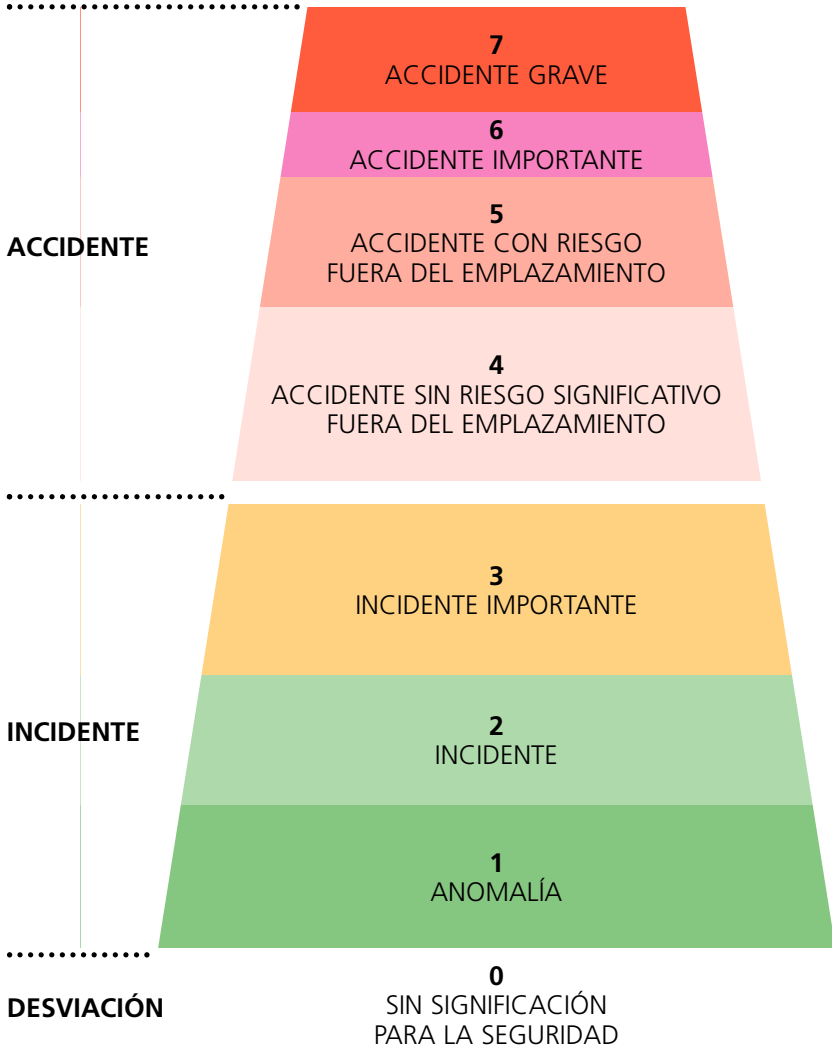 7
ACCIDENTE GRAVE
6
ACCIDENTE IMPORTANTE
ACCIDENTE
5
ACCIDENTE CON RIESGO
FUERA DEL EMPLAZAMIENTO
4
ACCIDENTE SIN RIESGO SIGNIFICATIVO
FUERA DEL EMPLAZAMIENTO
INCIDENTE
3
INCIDENTE IMPORTANTE
2
INCIDENTE
1
ANOMALÍA
DESVIACIÓN
0
SIN SIGNIFICACIÓN
PARA LA SEGURIDAD